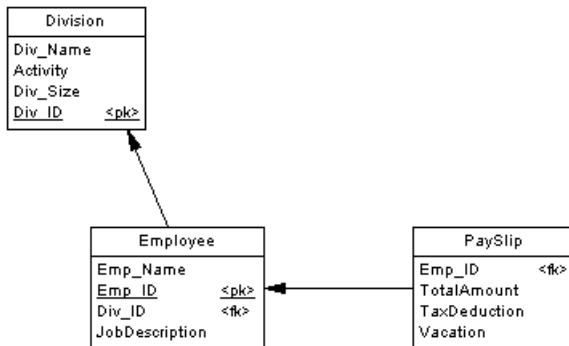 Division
Div_Name
Activity
Div_Size
Div_ID <pk>
Employee
Emp_Name
Emp_ID <pk>
Div_ID <fk>
JobDescription
PaySlip
Emp_ID <fk>
TotalAmount
TaxDeduction
Vacation